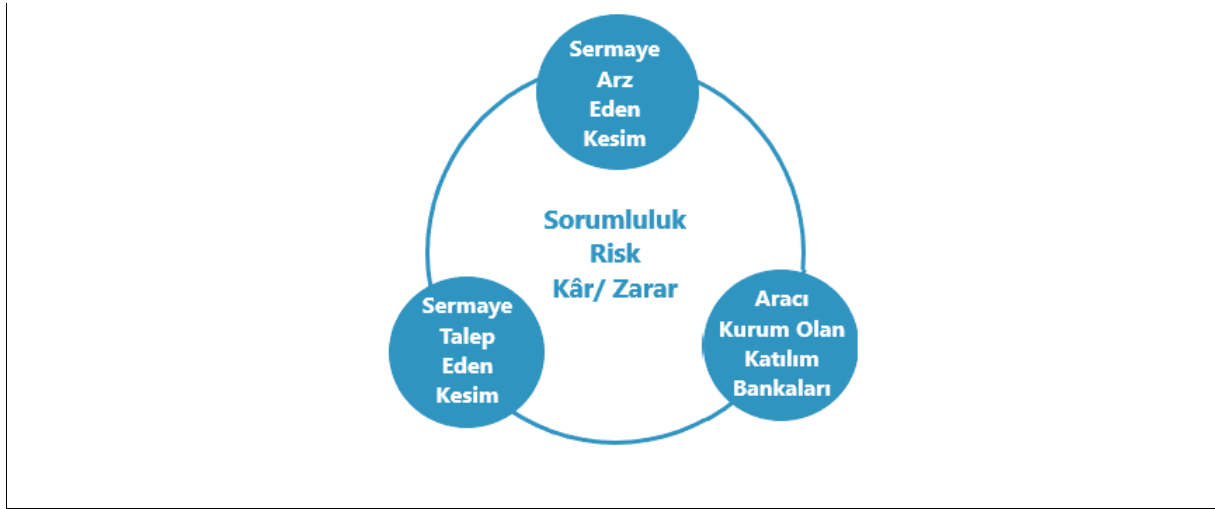 Sermaye
Arz
Eden
Kesim
Sorumluluk
Risk
Kâr/ Zarar
Sermaye
Talep
Eden
Kesim
Aracı
Kurum Olan
Katılım
Bankaları